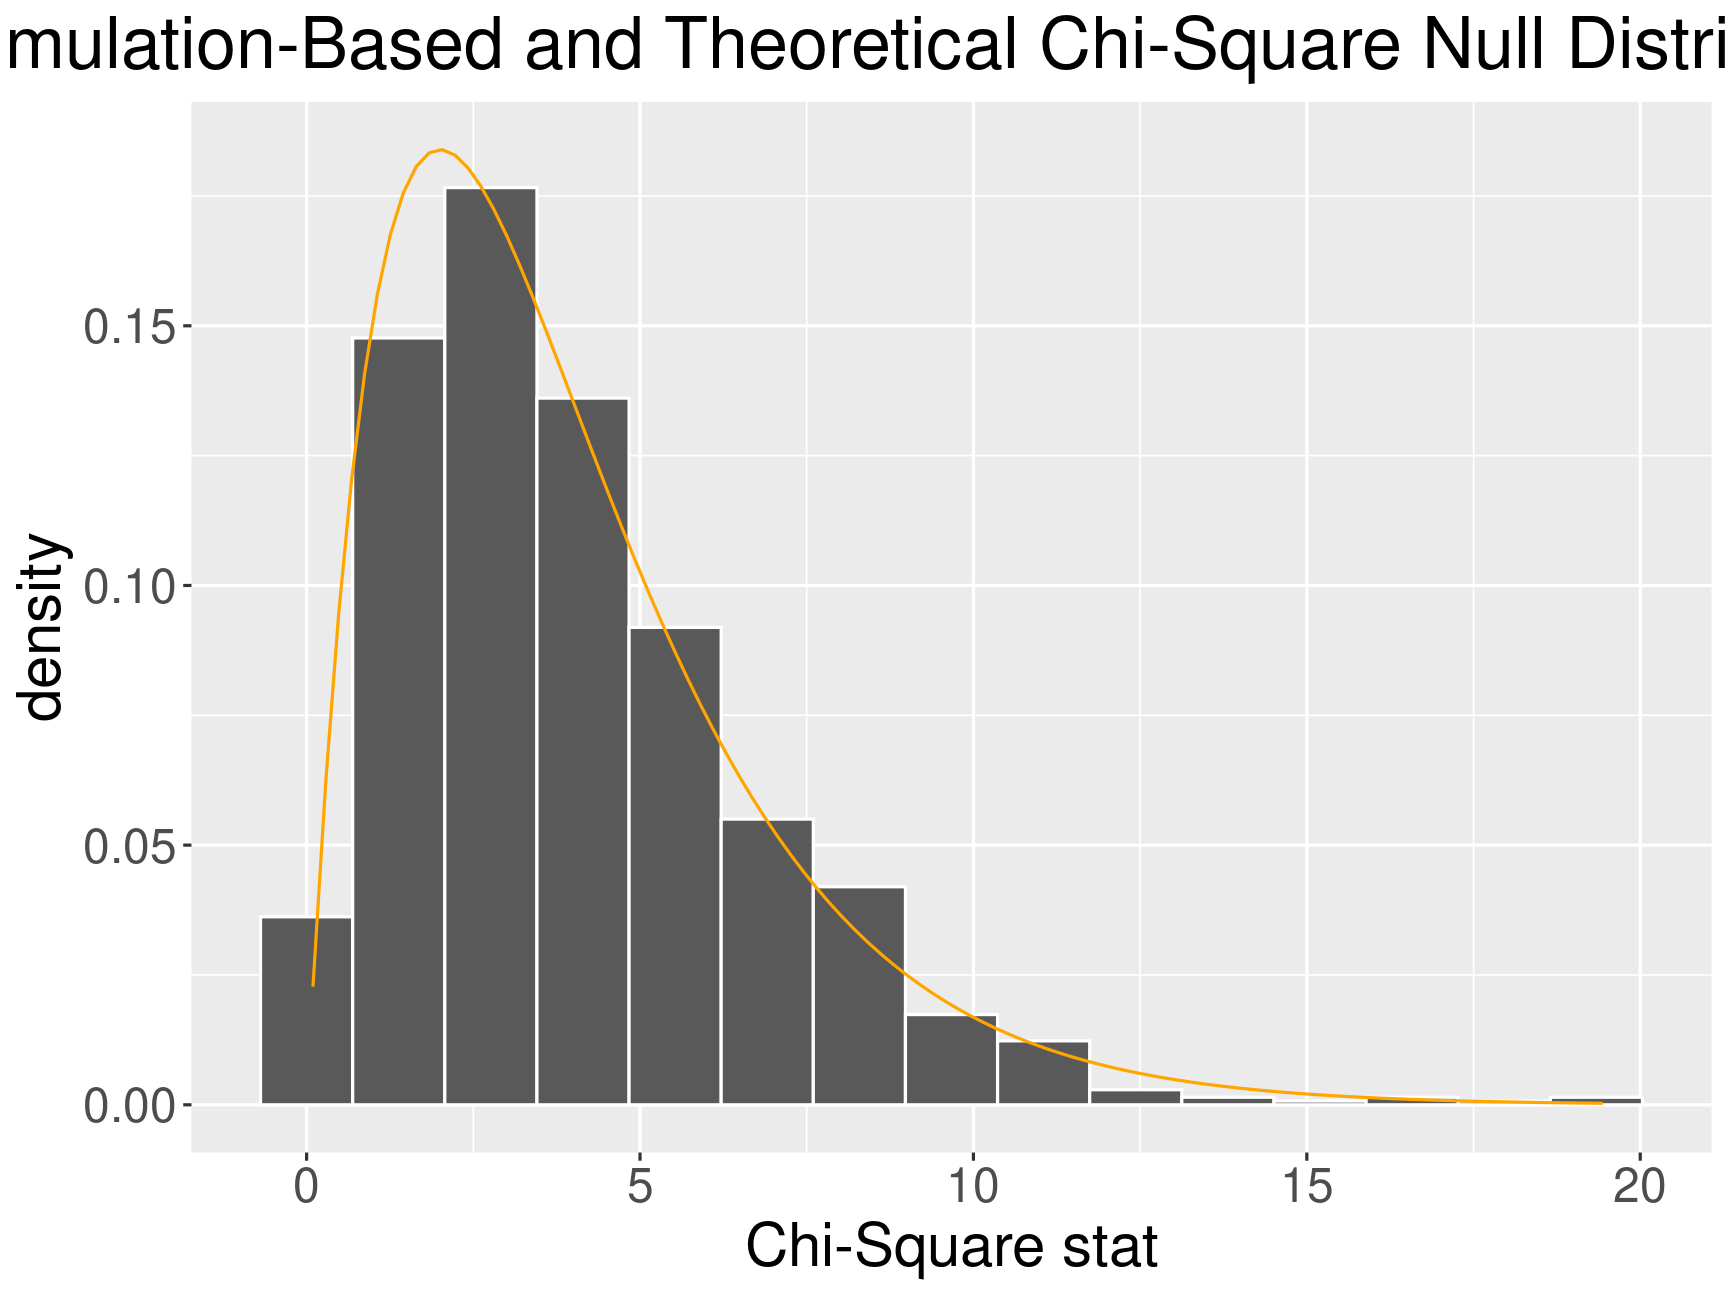 mulation-Based and Theoretical Chi-Square Null Distri
density
0.15
0.10
0.05
0.00
0 5 10 15 20
Chi-Square stat